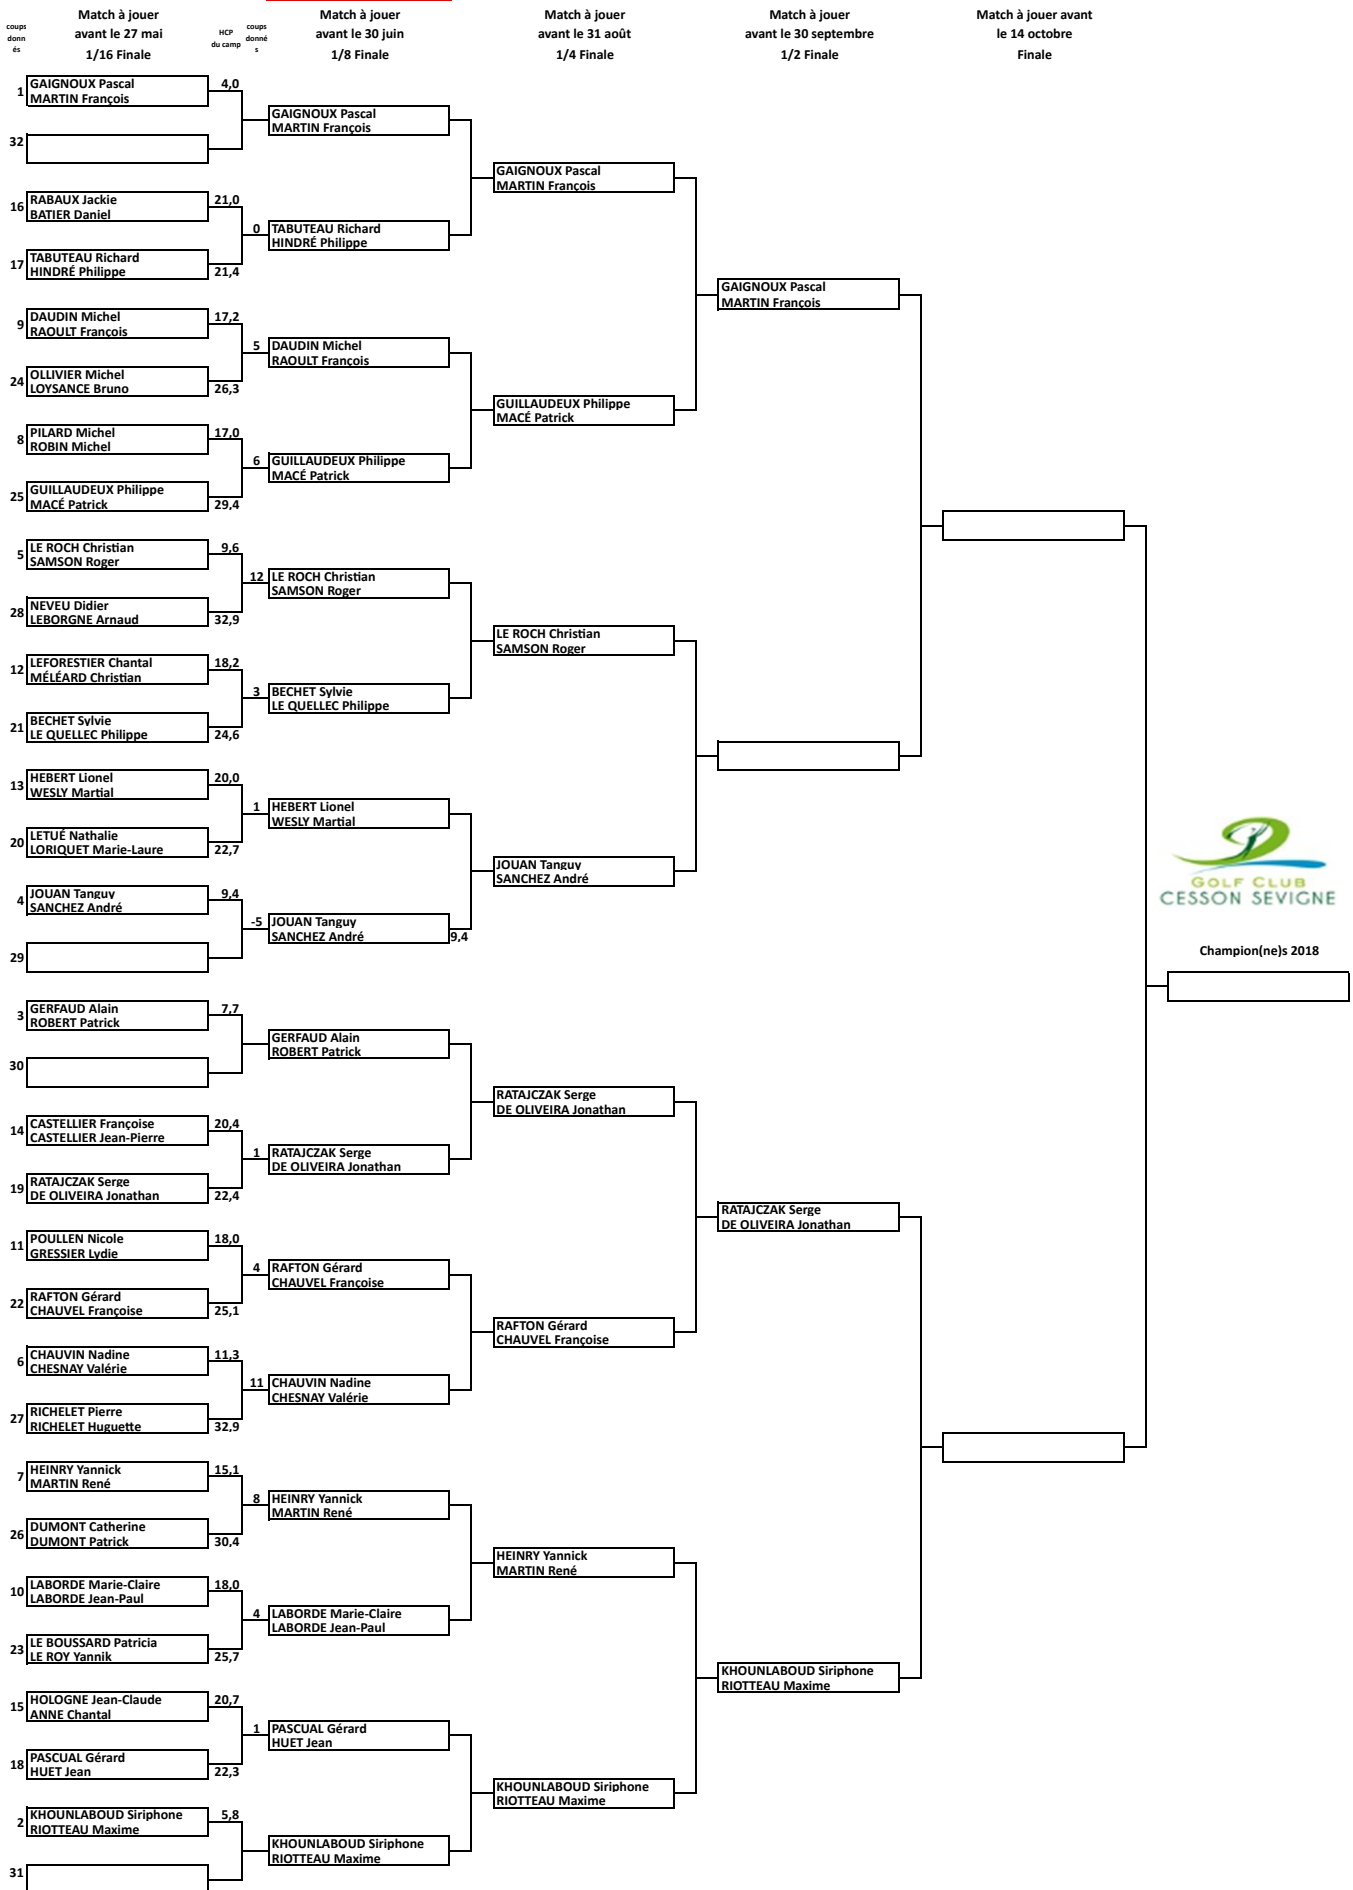 Match à jouer
avant le 27 mai
1/16 Finale
Match à jouer
avant le 30 juin
1/8 Finale
Match à jouer
avant le 31 août
1/4 Finale
Match à jouer
avant le 30 septembre
1/2 Finale
Match à jouer avant
le 14 octobre
Finale
coups
donn
és
HCP
du camp
coups
donné
s
1
GAIGNOUX Pascal
MARTIN François
4,0
32
GAIGNOUX Pascal
MARTIN François
16
RABAUX Jackie
BATIER Daniel
21,0
17
TABUTEAU Richard
HINDRÉ Philippe
21,4
0
TABUTEAU Richard
HINDRÉ Philippe
GAIGNOUX Pascal
MARTIN François
9
DAUDIN Michel
RAOULT François
17,2
24
OLLIVIER Michel
LOYSANCE Bruno
26,3
5
DAUDIN Michel
RAOULT François
8
PILARD Michel
ROBIN Michel
17,0
25
GUILLAUDEUX Philippe
MACÉ Patrick
29,4
6
GUILLAUDEUX Philippe
MACÉ Patrick
GUILLAUDEUX Philippe
MACÉ Patrick
GAIGNOUX Pascal
MARTIN François
5
LE ROCH Christian
SAMSON Roger
9,6
28
NEVEU Didier
LEBORGNE Arnaud
32,9
12
LE ROCH Christian
SAMSON Roger
12
LEFORESTIER Chantal
MÉLÉARD Christian
18,2
21
BECHET Sylvie
LE QUELLEC Philippe
24,6
3
BECHET Sylvie
LE QUELLEC Philippe
LE ROCH Christian
SAMSON Roger
13
HEBERT Lionel
WESLY Martial
20,0
20
LETUÉ Nathalie
LORIQUET Marie-Laure
22,7
1
HEBERT Lionel
WESLY Martial
4
JOUAN Tanguy
SANCHEZ André
9,4
29
-5
JOUAN Tanguy
SANCHEZ André
9,4
JOUAN Tanguy
SANCHEZ André
GOLF CLUB
CESSON SEVIGNE
Champion(ne)s 2018
3
GERFAUD Alain
ROBERT Patrick
7,7
30
GERFAUD Alain
ROBERT Patrick
14
CASTELLIER Françoise
CASTELLIER Jean-Pierre
20,4
19
RATAJCZAK Serge
DE OLIVEIRA Jonathan
22,4
1
RATAJCZAK Serge
DE OLIVEIRA Jonathan
RATAJCZAK Serge
DE OLIVEIRA Jonathan
11
POULLEN Nicole
GRESSIER Lydie
18,0
22
RAFTON Gérard
CHAUVEL Françoise
25,1
4
RAFTON Gérard
CHAUVEL Françoise
6
CHAUVIN Nadine
CHESNAY Valérie
11,3
27
RICHELET Pierre
RICHELET Huguette
32,9
11
CHAUVIN Nadine
CHESNAY Valérie
RAFTON Gérard
CHAUVEL Françoise
RATAJCZAK Serge
DE OLIVEIRA Jonathan
7
HEINRY Yannick
MARTIN René
15,1
26
DUMONT Catherine
DUMONT Patrick
30,4
8
HEINRY Yannick
MARTIN René
10
LABORDE Marie-Claire
LABORDE Jean-Paul
18,0
23
LE BOUSSARD Patricia
LE ROY Yannik
25,7
4
LABORDE Marie-Claire
LABORDE Jean-Paul
HEINRY Yannick
MARTIN René
15
HOLOGNE Jean-Claude
ANNE Chantal
20,7
18
PASCUAL Gérard
HUET Jean
22,3
1
PASCUAL Gérard
HUET Jean
2
KHOUNLABOUD Siriphone
RIOTTEAU Maxime
5,8
31
KHOUNLABOUD Siriphone
RIOTTEAU Maxime
KHOUNLABOUD Siriphone
RIOTTEAU Maxime
KHOUNLABOUD Siriphone
RIOTTEAU Maxime